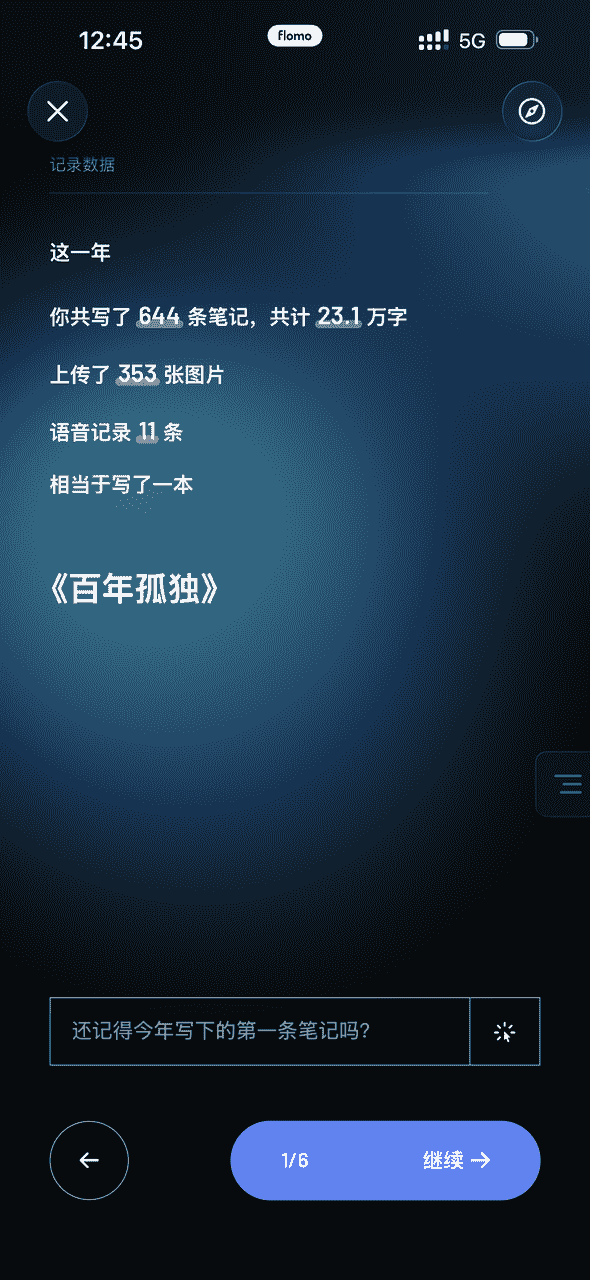 12:45
flomo
5G
记录数据
这一年
你共写了 644 条笔记，共计 23.1 万字
上传了 353 张图片
语音记录 11 条
相当于写了一本
《百年孤独》
还记得今年写下的第一条笔记吗?
1/6
继续